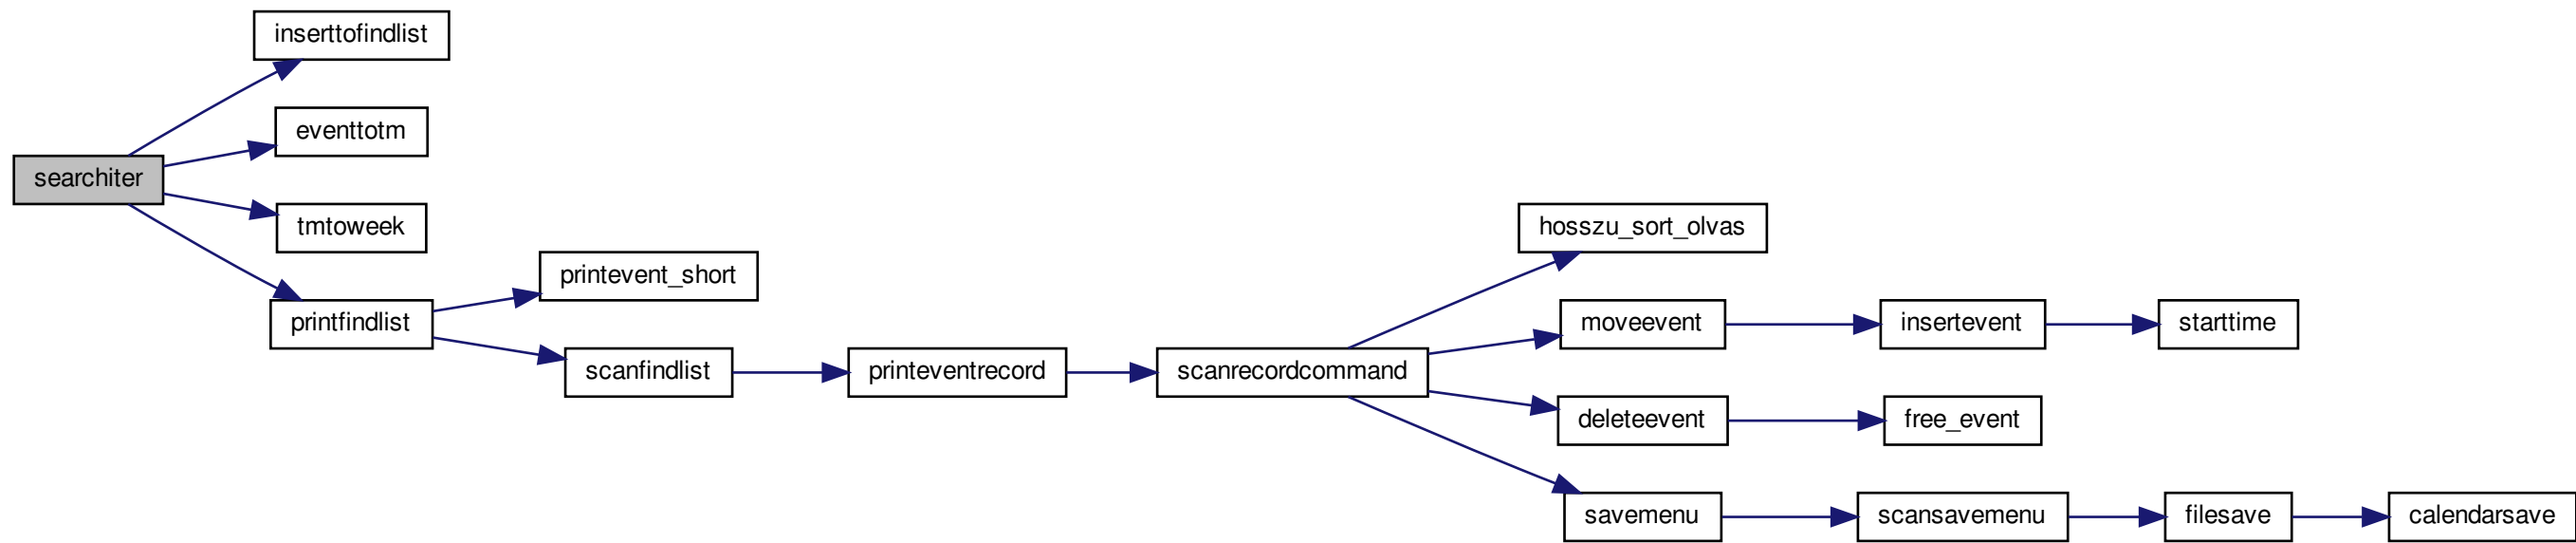 inserttofindlist
eventtotm
searchiter
tmtoweek
hosszu_sort_olvas
printevent_short
printfindlist
moveevent
insertevent
starttime
scanfindlist
printeventrecord
scanrecordcommand
deleteevent
free_event
savemenu
scansavemenu
filesave
calendarsave